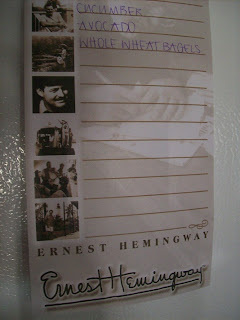 CUCUMBER
AVOCADO
WHOLE WHEAT BAGELS
ERNEST HEMINGWAY
Ernest Hemingway